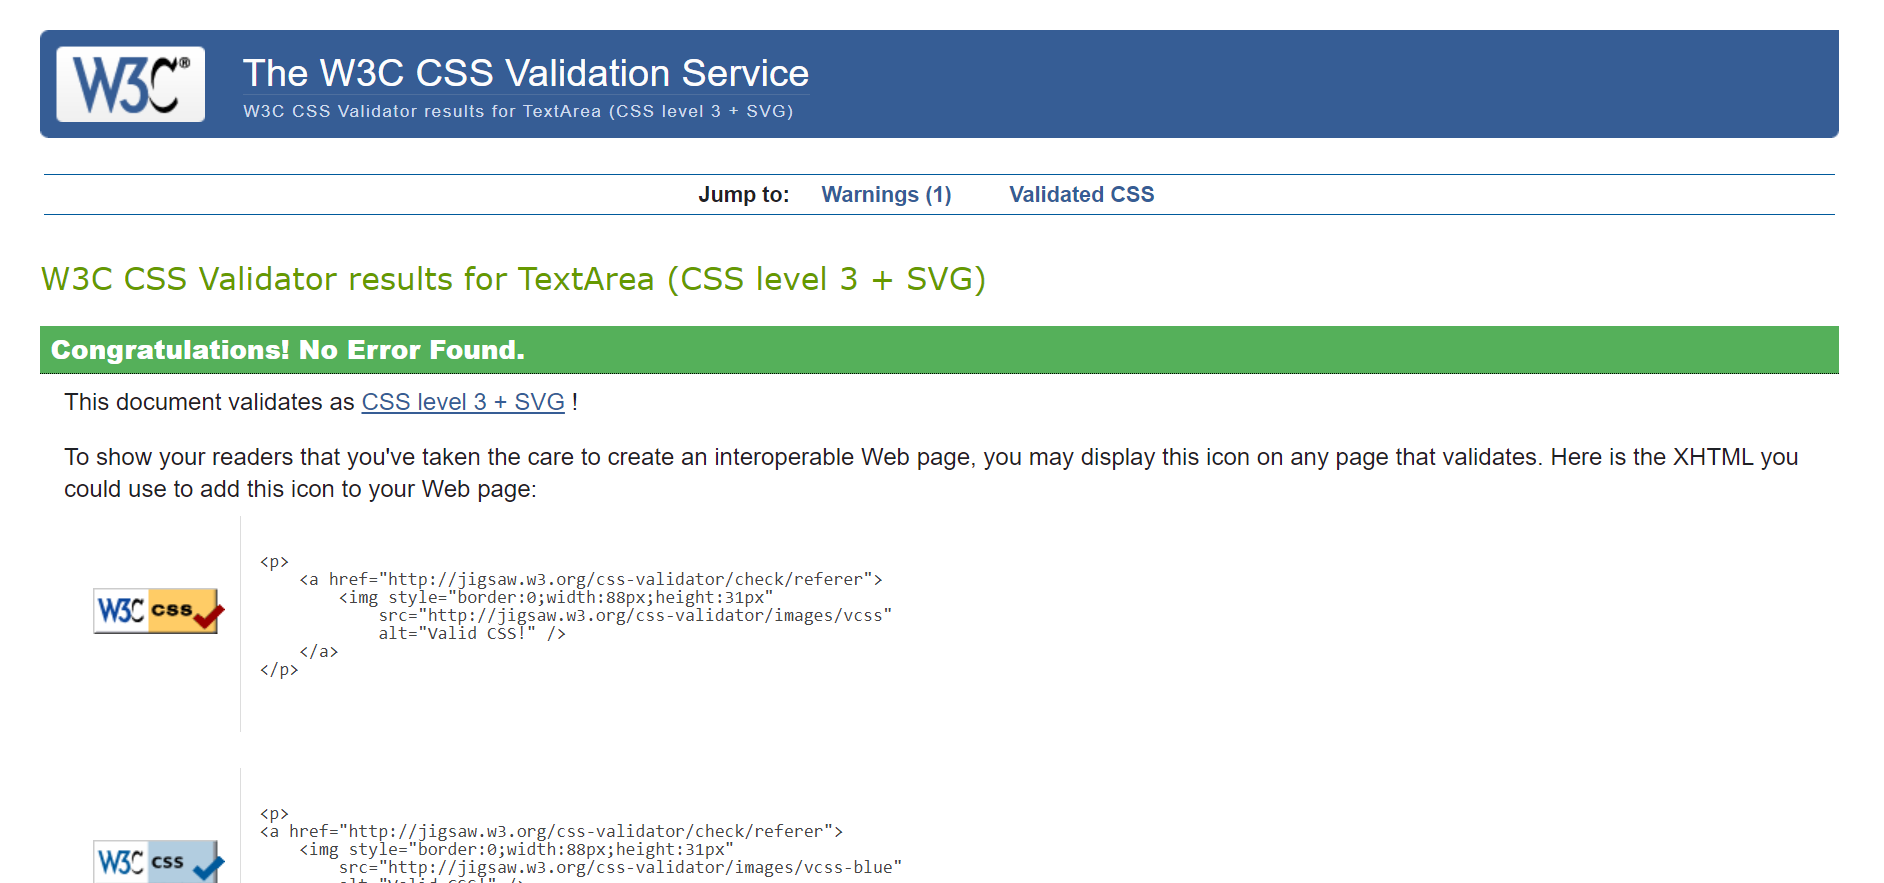 W3C®
The W3C CSS Validation Service
W3C CSS Validator results for TextArea (CSS level 3 + SVG)
Jump to: Warnings (1) Validated CSS
W3C CSS Validator results for TextArea (CSS level 3 + SVG)
Congratulations! No Error Found.
This document validates as CSS level 3 + SVG !
To show your readers that you've taken the care to create an interoperable Web page, you may display this icon on any page that validates. Here is the XHTML you
could use to add this icon to your Web page:
W3C css
<p>
<a href="http://jigsaw.w3.org/css-validator/check/referer">
<img style="border:0;width:88px;height:31px"
src="http://jigsaw.w3.org/css-validator/images/vcss"
alt="Valid CSS!" />
</a>
</p>
W3C css
<p>
<a href="http://jigsaw.w3.org/css-validator/check/referer">
<img style="border:0;width:88px;height:31px"
src="http://jigsaw.w3.org/css-validator/images/vcss-blue"
alt="Valid CSS!" />